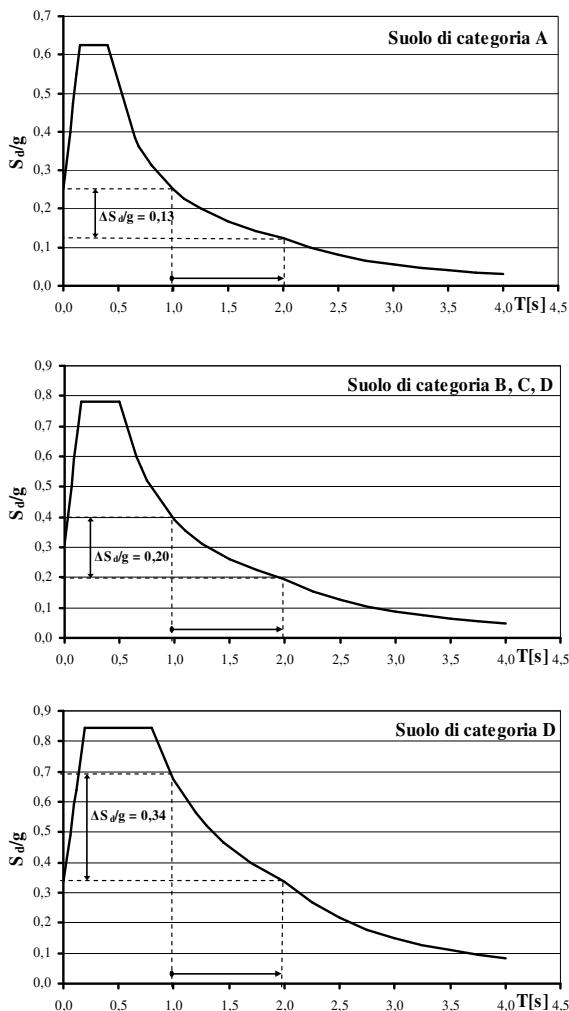 0,7
Suolo di categoria A
0,6
0,5
0,4
0,3
0,2
0,1
0,0
Sd/g
ΔSd/g = 0,13
0,0 0,5 1,0 1,5 2,0 2,5 3,0 3,5 4,0 T[s] 4,5
0,9
Suolo di categoria B, C, D
0,8
0,7
0,6
0,5
0,4
0,3
0,2
0,1
0,0
Sd/g
ΔSd/g = 0,20
0,0 0,5 1,0 1,5 2,0 2,5 3,0 3,5 4,0 T[s] 4,5
0,9
Suolo di categoria D
0,8
0,7
0,6
0,5
0,4
0,3
0,2
0,1
0,0
Sd/g
ΔSd/g = 0,34
0,0 0,5 1,0 1,5 2,0 2,5 3,0 3,5 4,0 T[s] 4,5